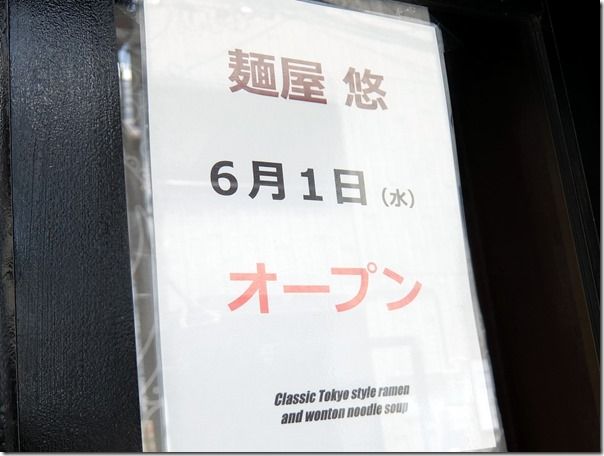 麺屋 悠
6月1日（水）
オープン
Classic Tokyo style ramen
and wonton noodle soup